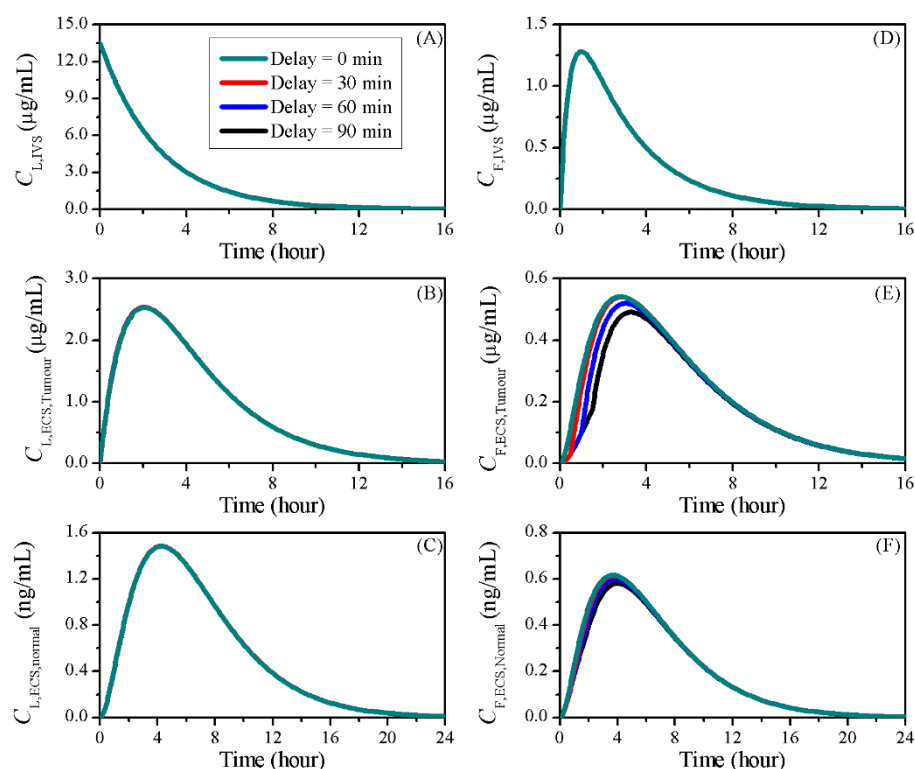 (A)
C_L,IVS (μg/mL)
15.0
12.0
9.0
6.0
3.0
0.0
Delay = 0 min
Delay = 30 min
Delay = 60 min
Delay = 90 min
0 4 8 12 16
Time (hour)
(D)
C_F,IVS (μg/mL)
1.5
1.0
0.5
0.0
0 4 8 12 16
Time (hour)
(B)
C_L,ECS,Tumour (μg/mL)
3.0
2.0
1.0
0.0
0 4 8 12 16
Time (hour)
(E)
C_F,ECS,Tumour (μg/mL)
0.6
0.4
0.2
0.0
0 4 8 12 16
Time (hour)
(C)
C_L,ECS,normal (ng/mL)
1.6
1.2
0.8
0.4
0.0
0 4 8 12 16 20 24
Time (hour)
(F)
C_F,ECS,Normal (ng/mL)
0.8
0.6
0.4
0.2
0.0
0 4 8 12 16 20 24
Time (hour)